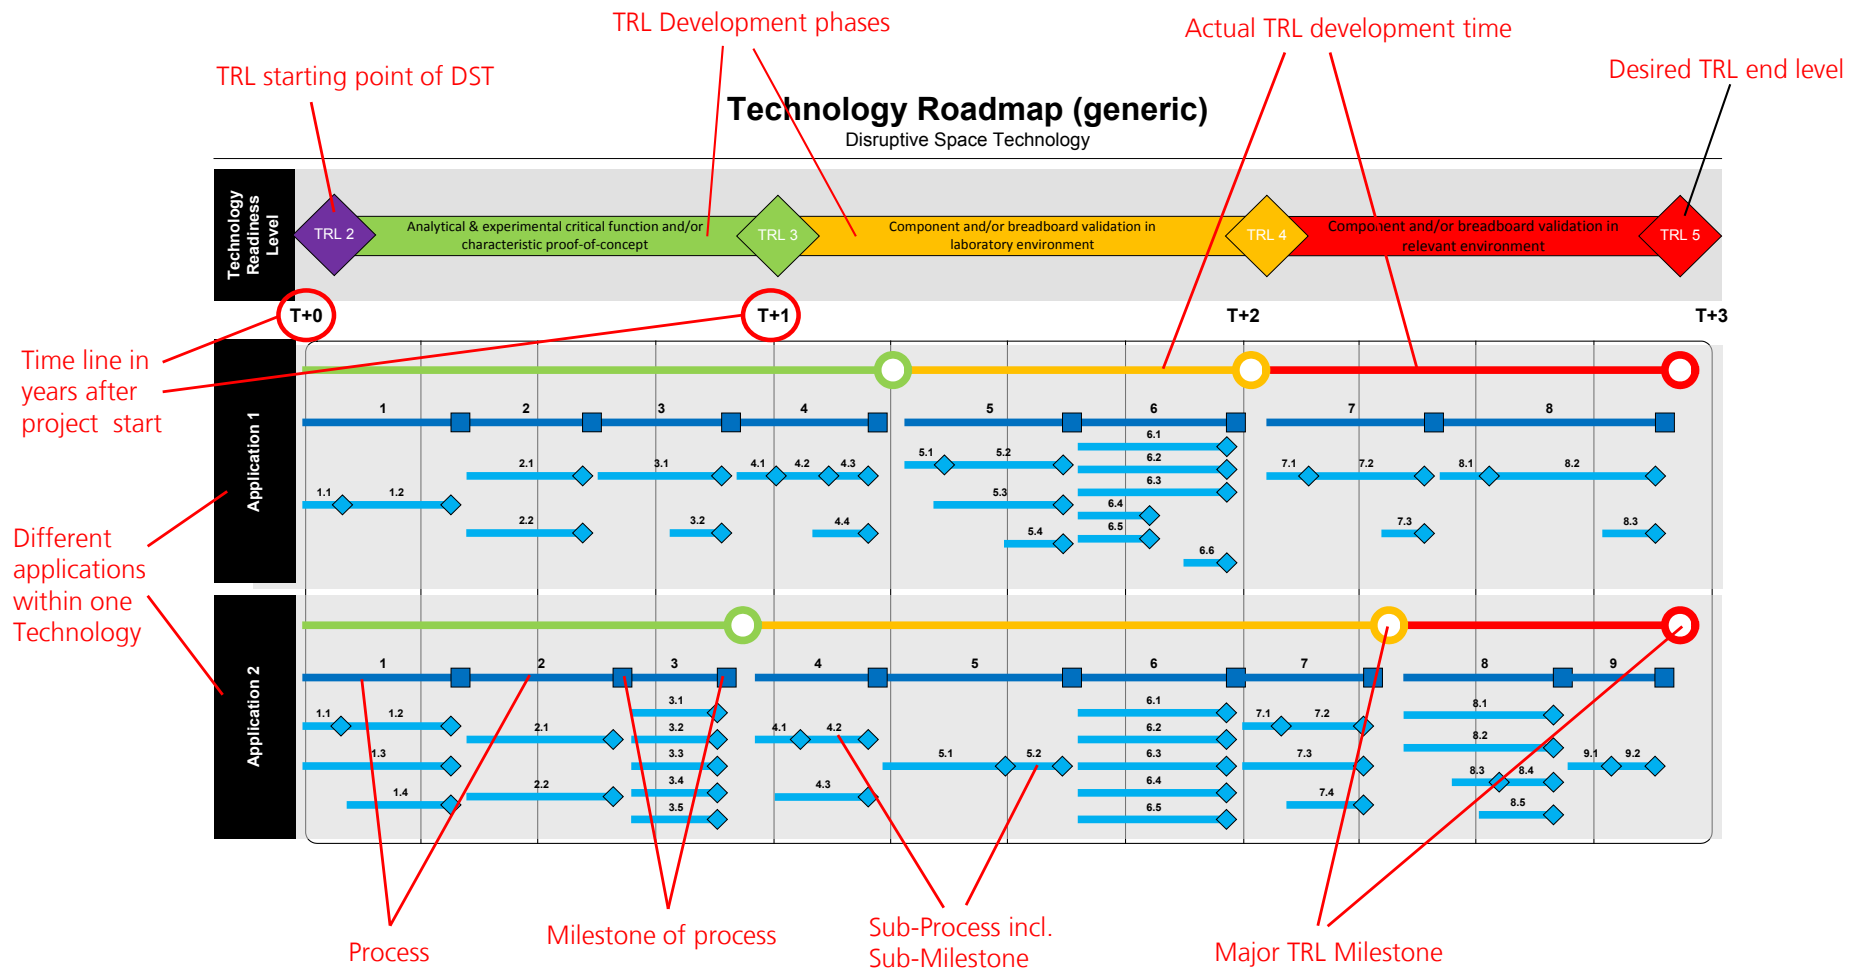 TRL Development phases
Actual TRL development time
TRL starting point of DST
Desired TRL end level
Technology Roadmap (generic)
Disruptive Space Technology
Technology
Readiness
Level
TRL 2
Analytical & experimental critical function and/or
characteristic proof-of-concept
TRL 3
Component and/or breadboard validation in
laboratory environment
TRL 4
Component and/or breadboard validation in
relevant environment
TRL 5
T+0
T+1
T+2
T+3
Time line in
years after
project start
Application 1
1
2
3
4
5
6
7
8
6.1
5.1
5.2
6.2
2.1
3.1
4.1
4.2
4.3
7.1
7.2
8.1
8.2
6.3
1.1
1.2
5.3
6.4
2.2
3.2
4.4
6.5
7.3
8.3
5.4
6.6
Different
applications
within one
Technology
Application 2
1
2
3
4
5
6
7
8
9
3.1
6.1
8.1
1.1
1.2
2.1
3.2
4.1
4.2
6.2
7.1
7.2
8.2
1.3
3.3
5.1
5.2
6.3
7.3
9.1
9.2
8.3
8.4
1.4
2.2
3.4
4.3
6.4
7.4
3.5
6.5
8.5
Process
Milestone of process
Sub-Process incl.
Sub-Milestone
Major TRL Milestone